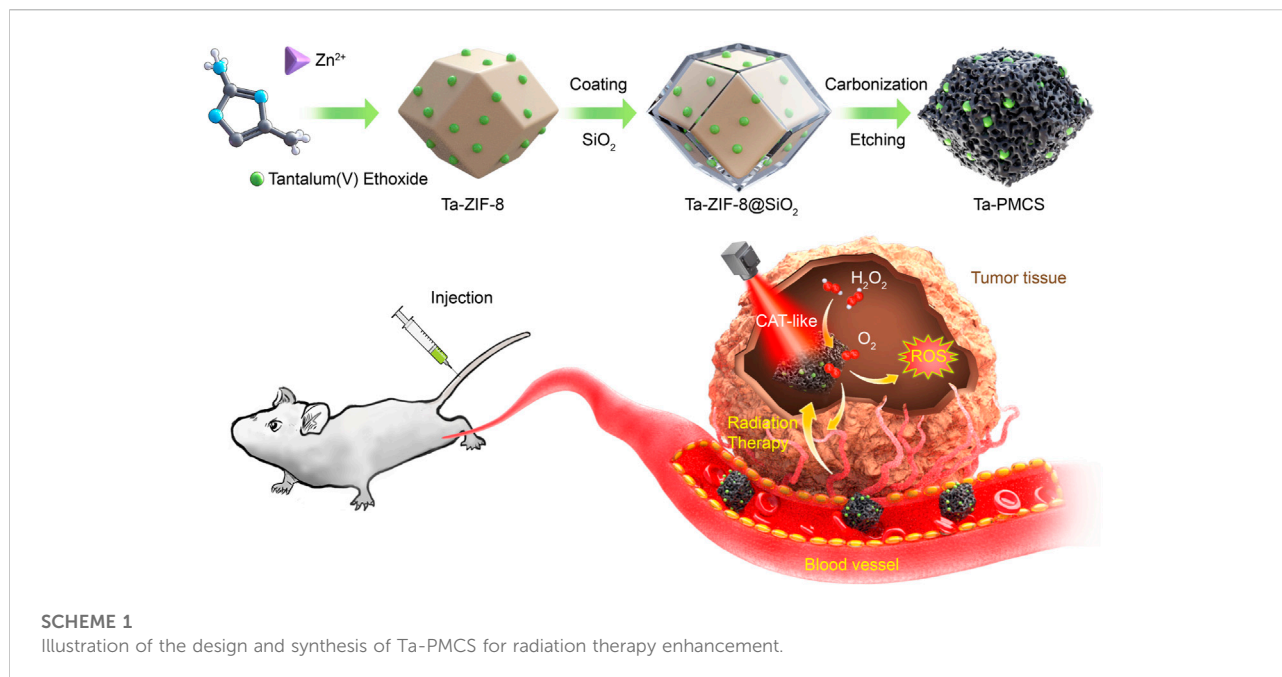 Zn²⁺
Tantalum(V) Ethoxide
Ta-ZIF-8
Coating
SiO₂
Ta-ZIF-8@SiO₂
Carbonization
Etching
Ta-PMCS
Injection
Tumor tissue
H₂O₂
CAT-like
O₂
ROS
Radiation
Therapy
Blood vessel
SCHEME 1
Illustration of the design and synthesis of Ta-PMCS for radiation therapy enhancement.